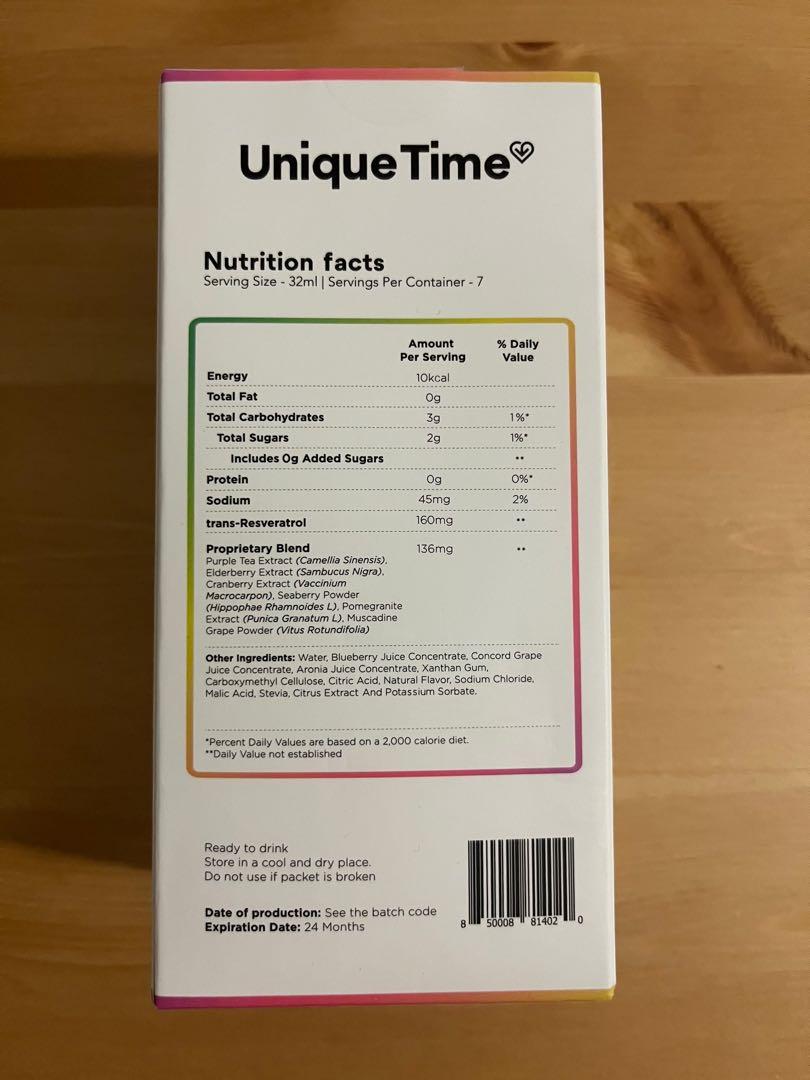 UniqueTime
Nutrition facts
Serving Size - 32ml | Servings Per Container - 7
Amount Per Serving % Daily Value
Energy 10kcal
Total Fat 0g
Total Carbohydrates 3g 1%*
Total Sugars 2g 1%*
Includes 0g Added Sugars **
Protein 0g 0%*
Sodium 45mg 2%
trans-Resveratrol 160mg **
Proprietary Blend 136mg **
Purple Tea Extract (Camellia Sinensis),
Elderberry Extract (Sambucus Nigra),
Cranberry Extract (Vaccinium
Macrocarpon), Seaberry Powder
(Hippophae Rhamnoides L), Pomegranite
Extract (Punica Granatum L), Muscadine
Grape Powder (Vitus Rotundifolia)
Other Ingredients: Water, Blueberry Juice Concentrate, Concord Grape
Juice Concentrate, Aronia Juice Concentrate, Xanthan Gum,
Carboxymethyl Cellulose, Citric Acid, Natural Flavor, Sodium Chloride,
Malic Acid, Stevia, Citrus Extract And Potassium Sorbate.
*Percent Daily Values are based on a 2,000 calorie diet.
**Daily Value not established
Ready to drink
Store in a cool and dry place.
Do not use if packet is broken
Date of production: See the batch code
Expiration Date: 24 Months
8 50008 81402 0